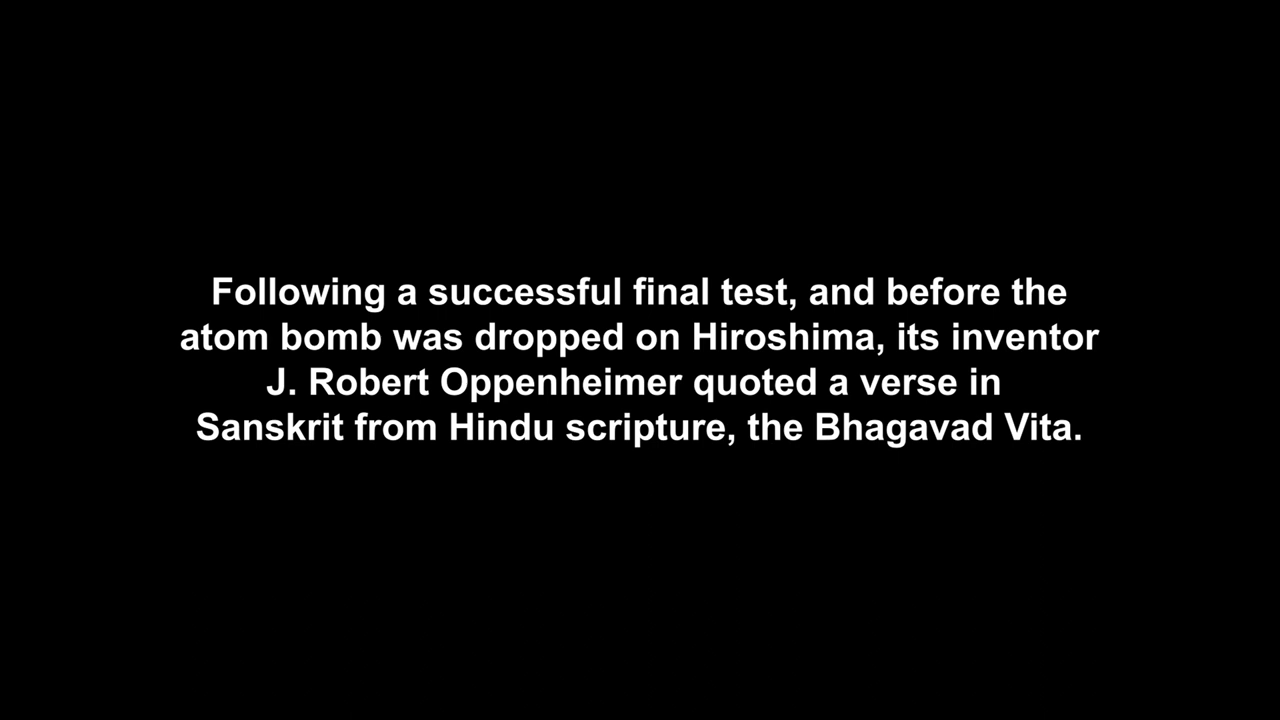 Following a successful final test, and before the
atom bomb was dropped on Hiroshima, its inventor
J. Robert Oppenheimer quoted a verse in
Sanskrit from Hindu scripture, the Bhagavad Vita.